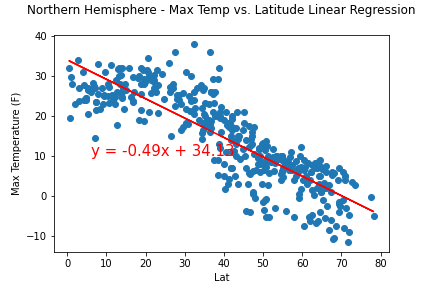 Northern Hemisphere - Max Temp vs. Latitude Linear Regression
40
30
20
10
0
−10
Max Temperature (F)
y = -0.49x + 34.13
0 10 20 30 40 50 60 70 80
Lat